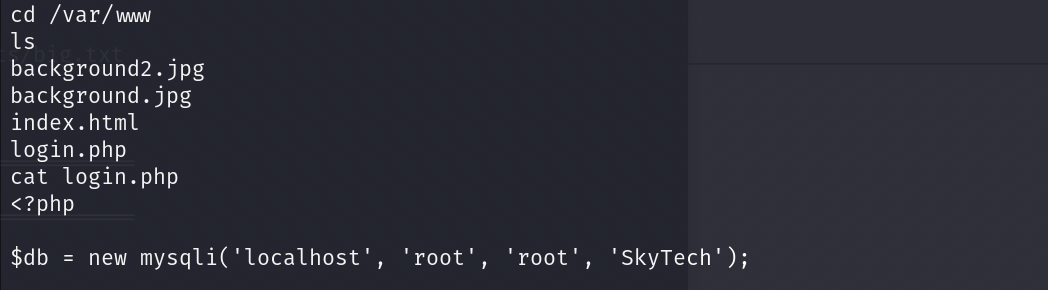 cd /var/www
ls
background2.jpg
background.jpg
index.html
login.php
cat login.php
<?php
$db = new mysqli('localhost', 'root', 'root', 'SkyTech');